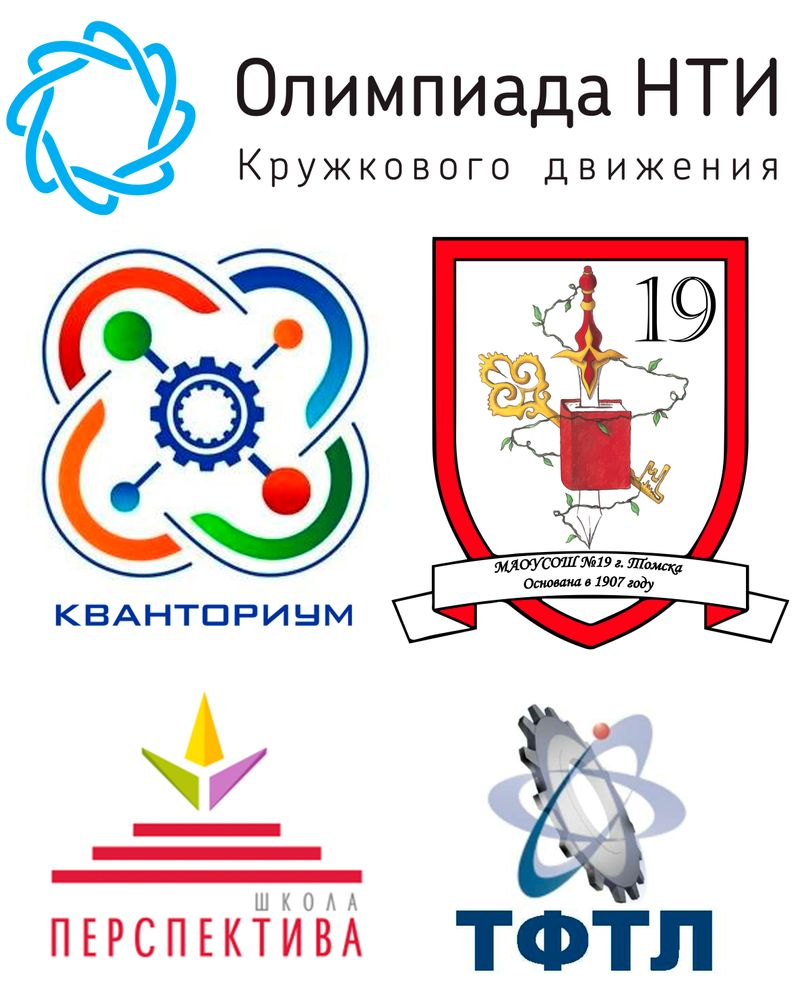 Олимпиада НТИ
Кружкового движения
19
МАОУСОШ №19 г. Томска
Основана в 1907 году
КВАНТОРИУМ
ШКОЛА
ПЕРСПЕКТИВА
ТФТЛ